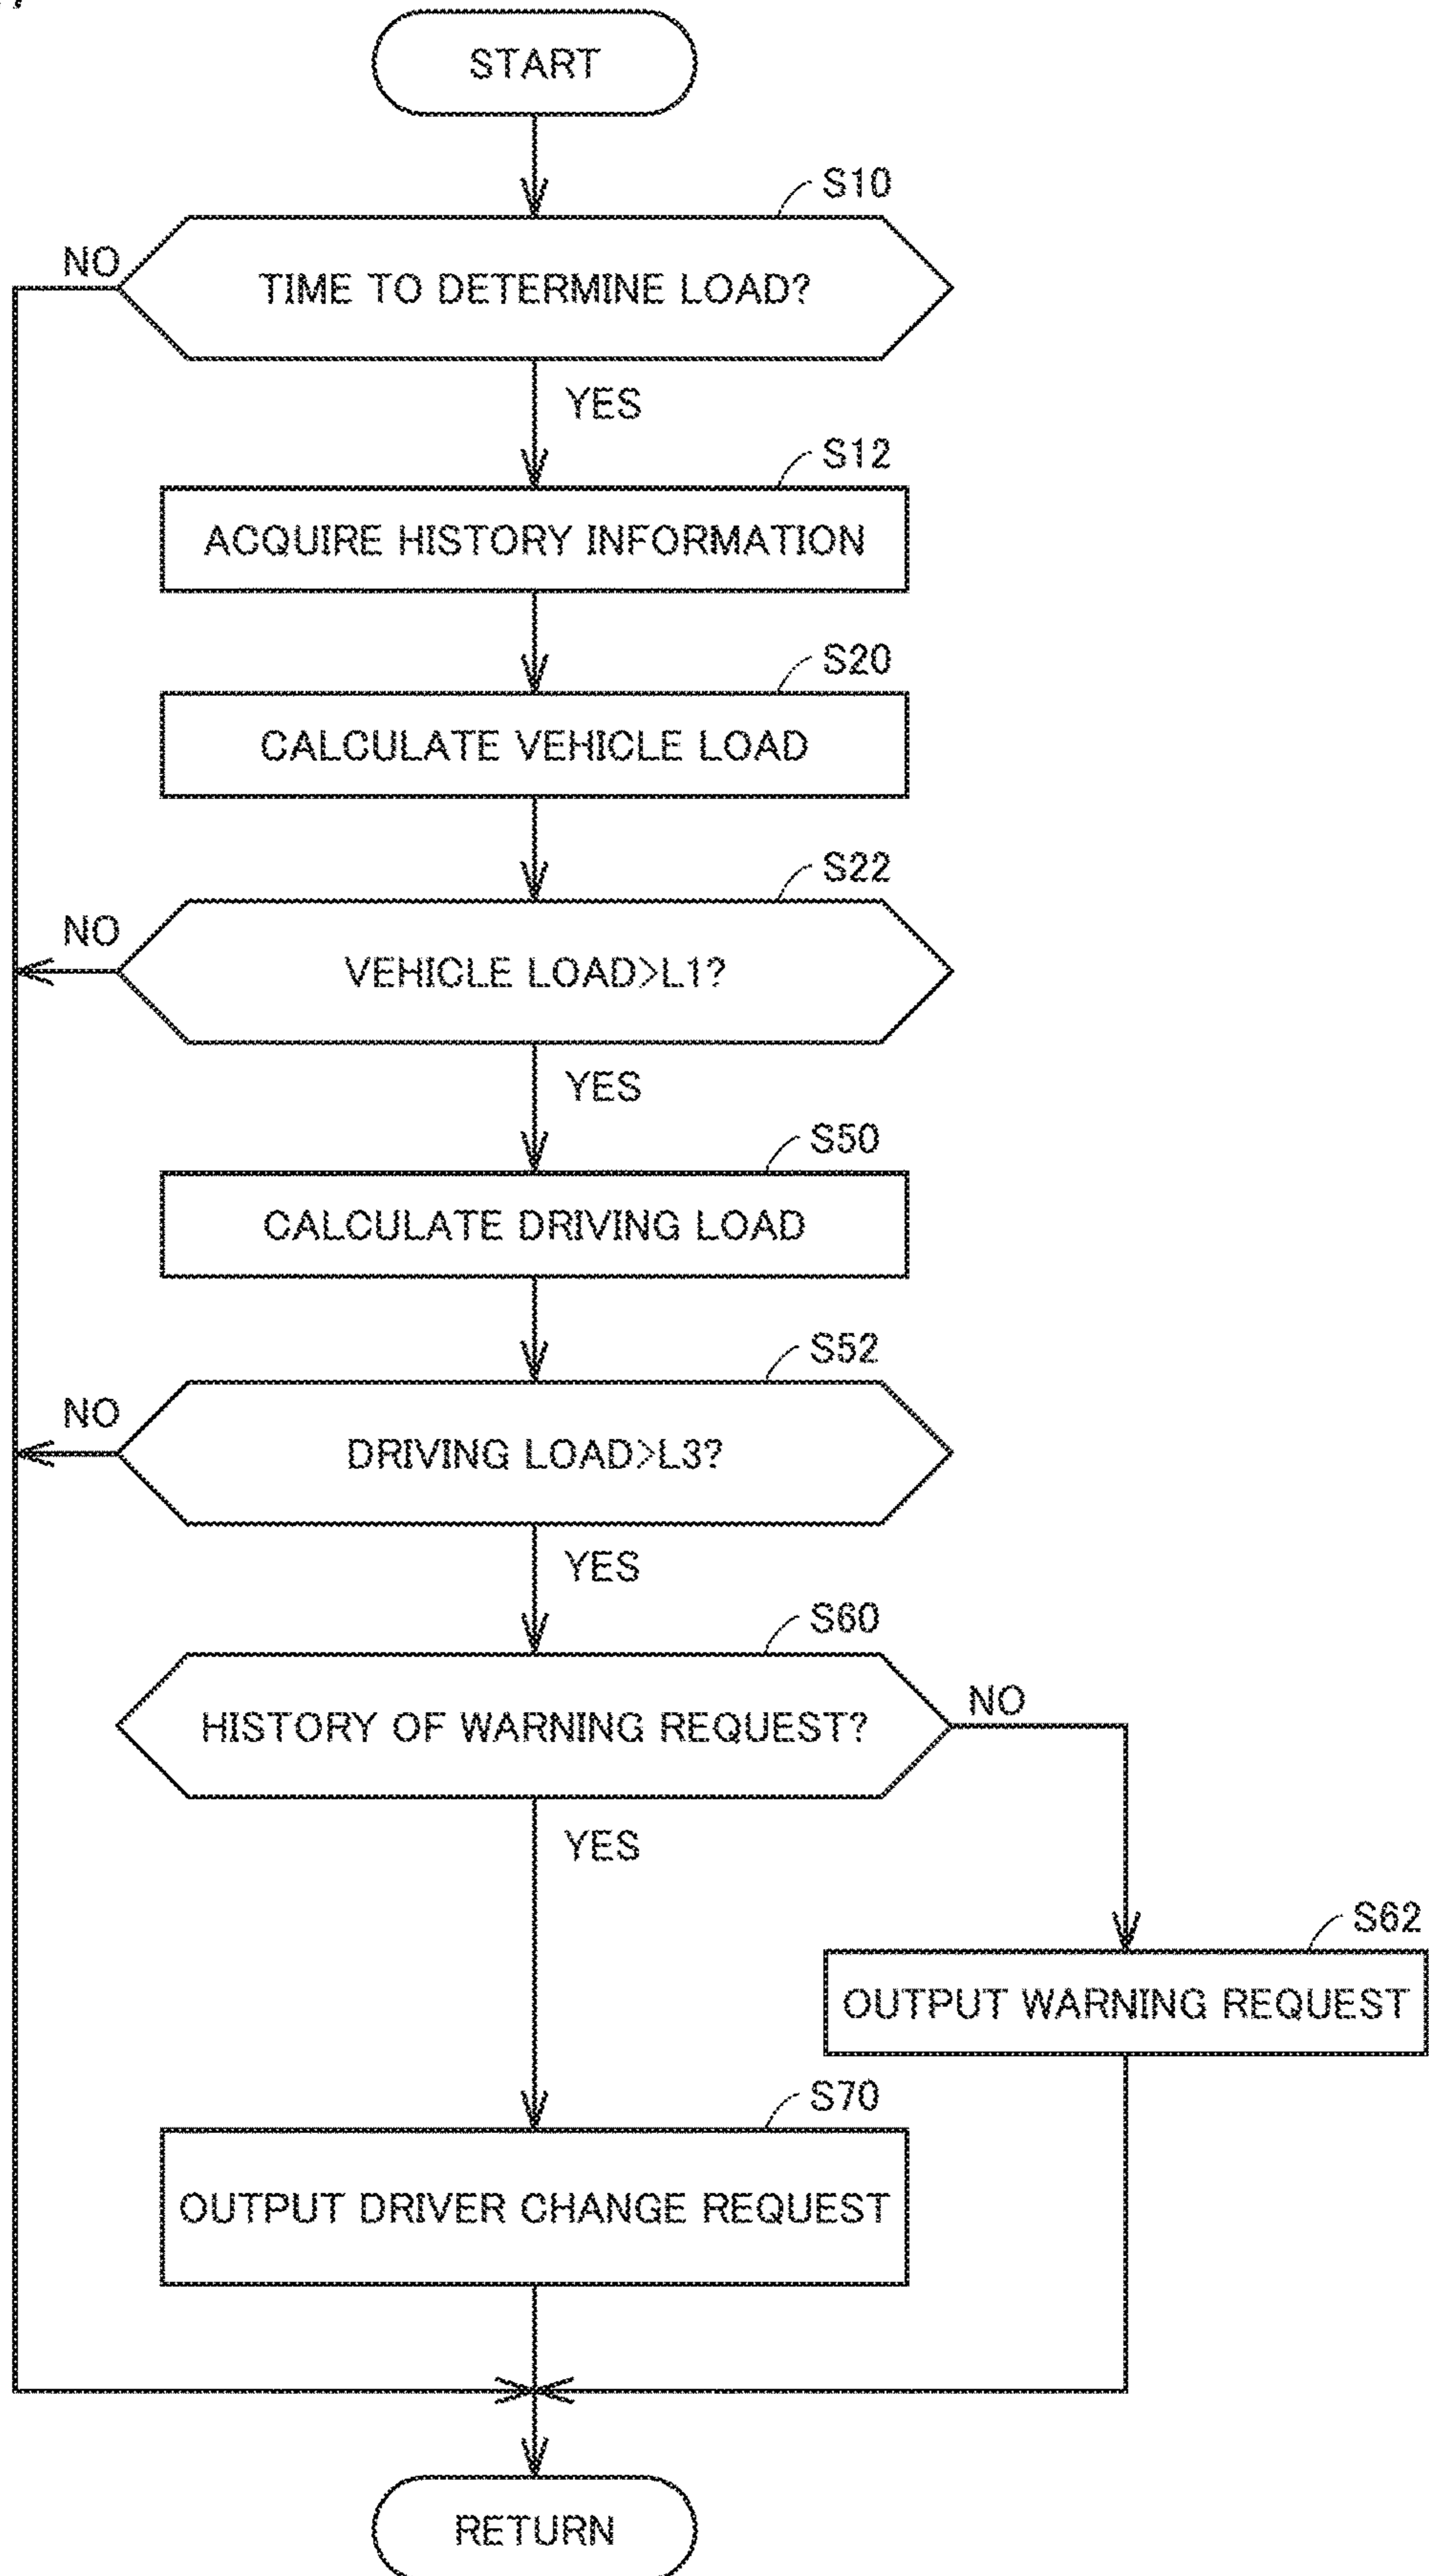 START
S10
NO
TIME TO DETERMINE LOAD?
YES
S12
ACQUIRE HISTORY INFORMATION
S20
CALCULATE VEHICLE LOAD
S22
NO
VEHICLE LOAD>L1?
YES
S50
CALCULATE DRIVING LOAD
S52
NO
DRIVING LOAD>L3?
YES
S60
HISTORY OF WARNING REQUEST?
NO
YES
S62
OUTPUT WARNING REQUEST
S70
OUTPUT DRIVER CHANGE REQUEST
RETURN